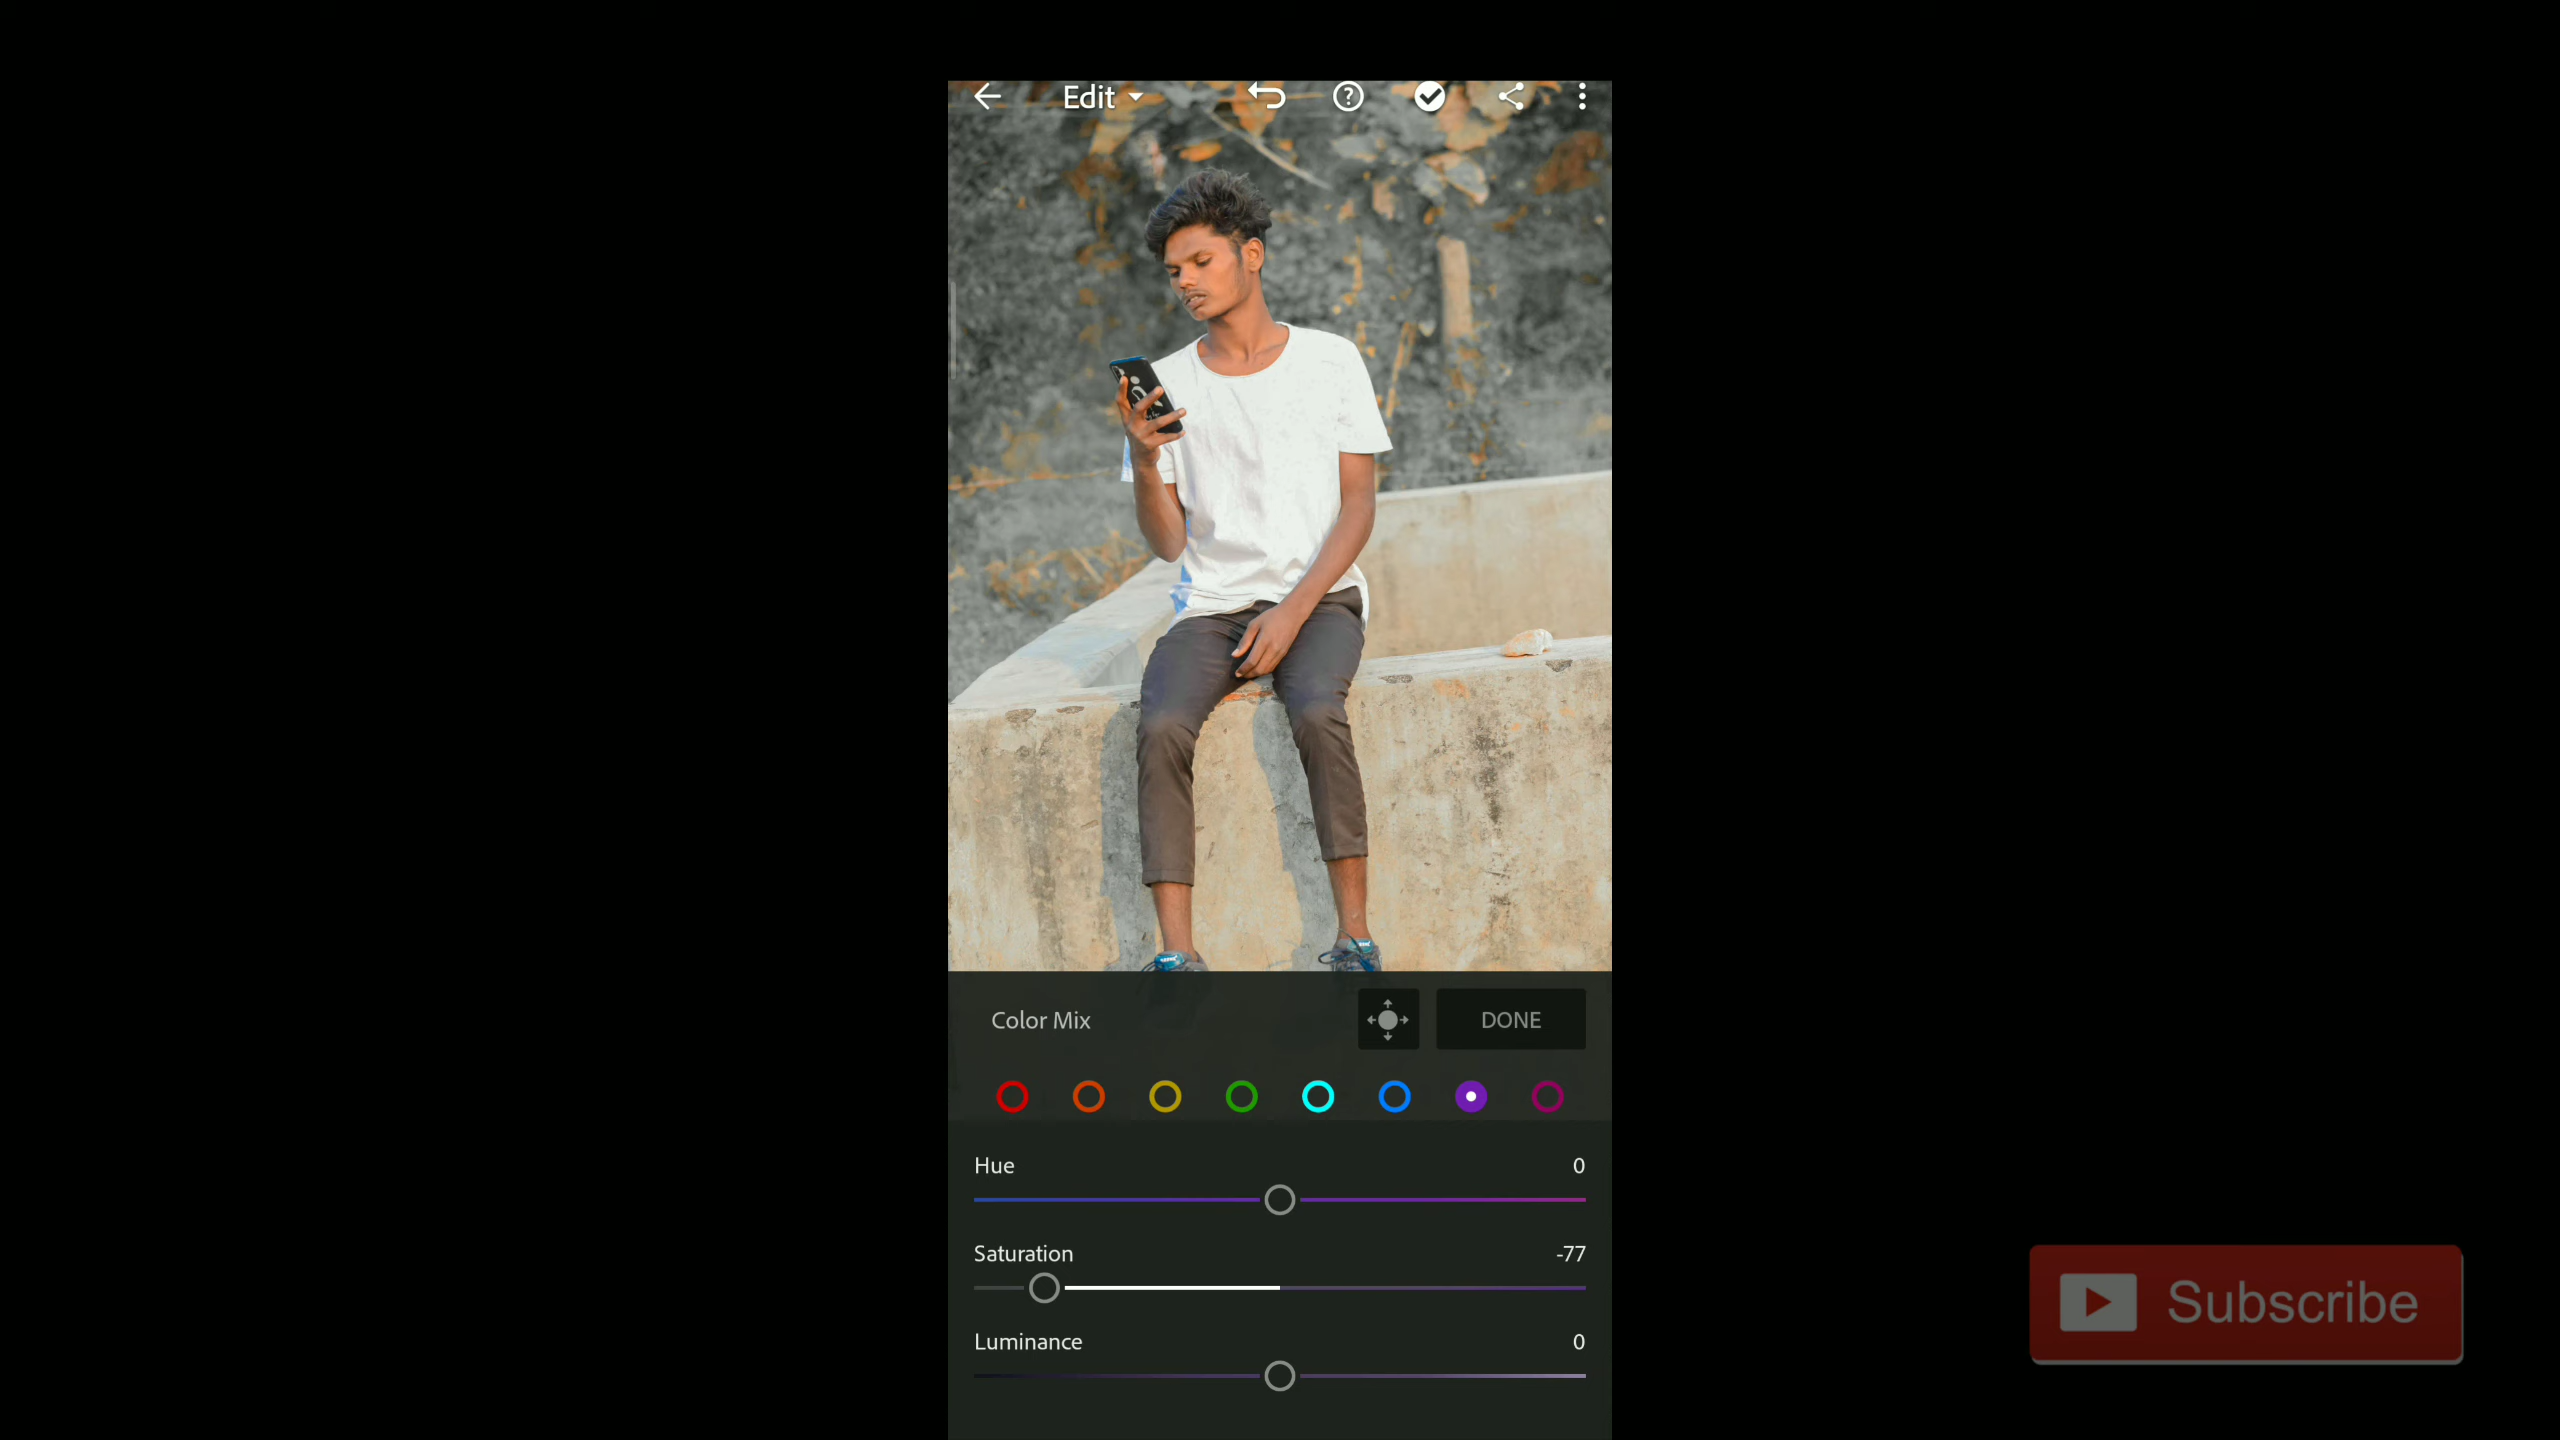 Edit
Color Mix
DONE
Hue 0
Saturation -77
Luminance 0
Subscribe